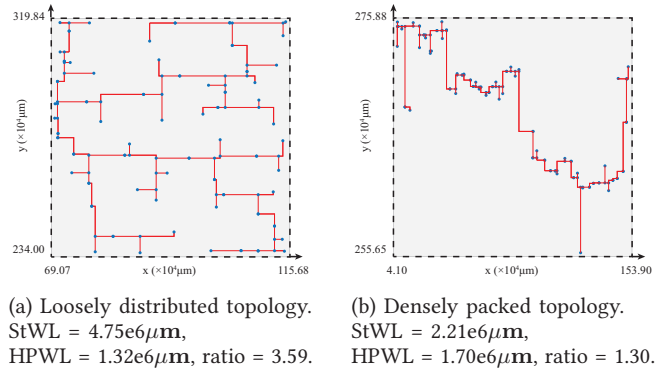 319.84
y (×10⁴μm)
234.00
69.07
x (×10⁴μm)
115.68
275.88
y (×10⁴μm)
255.65
4.10
x (×10⁴μm)
153.90
(a) Loosely distributed topology.
StWL = 4.75e6μm,
HPWL = 1.32e6μm, ratio = 3.59.
(b) Densely packed topology.
StWL = 2.21e6μm,
HPWL = 1.70e6μm, ratio = 1.30.